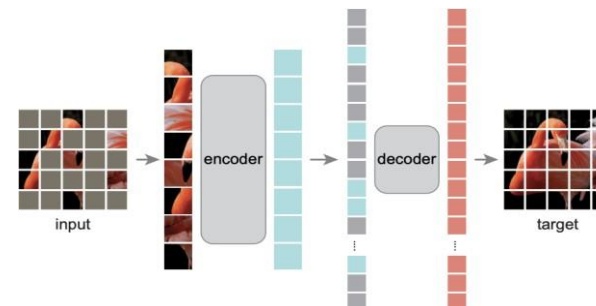 encoder
decoder
input
target